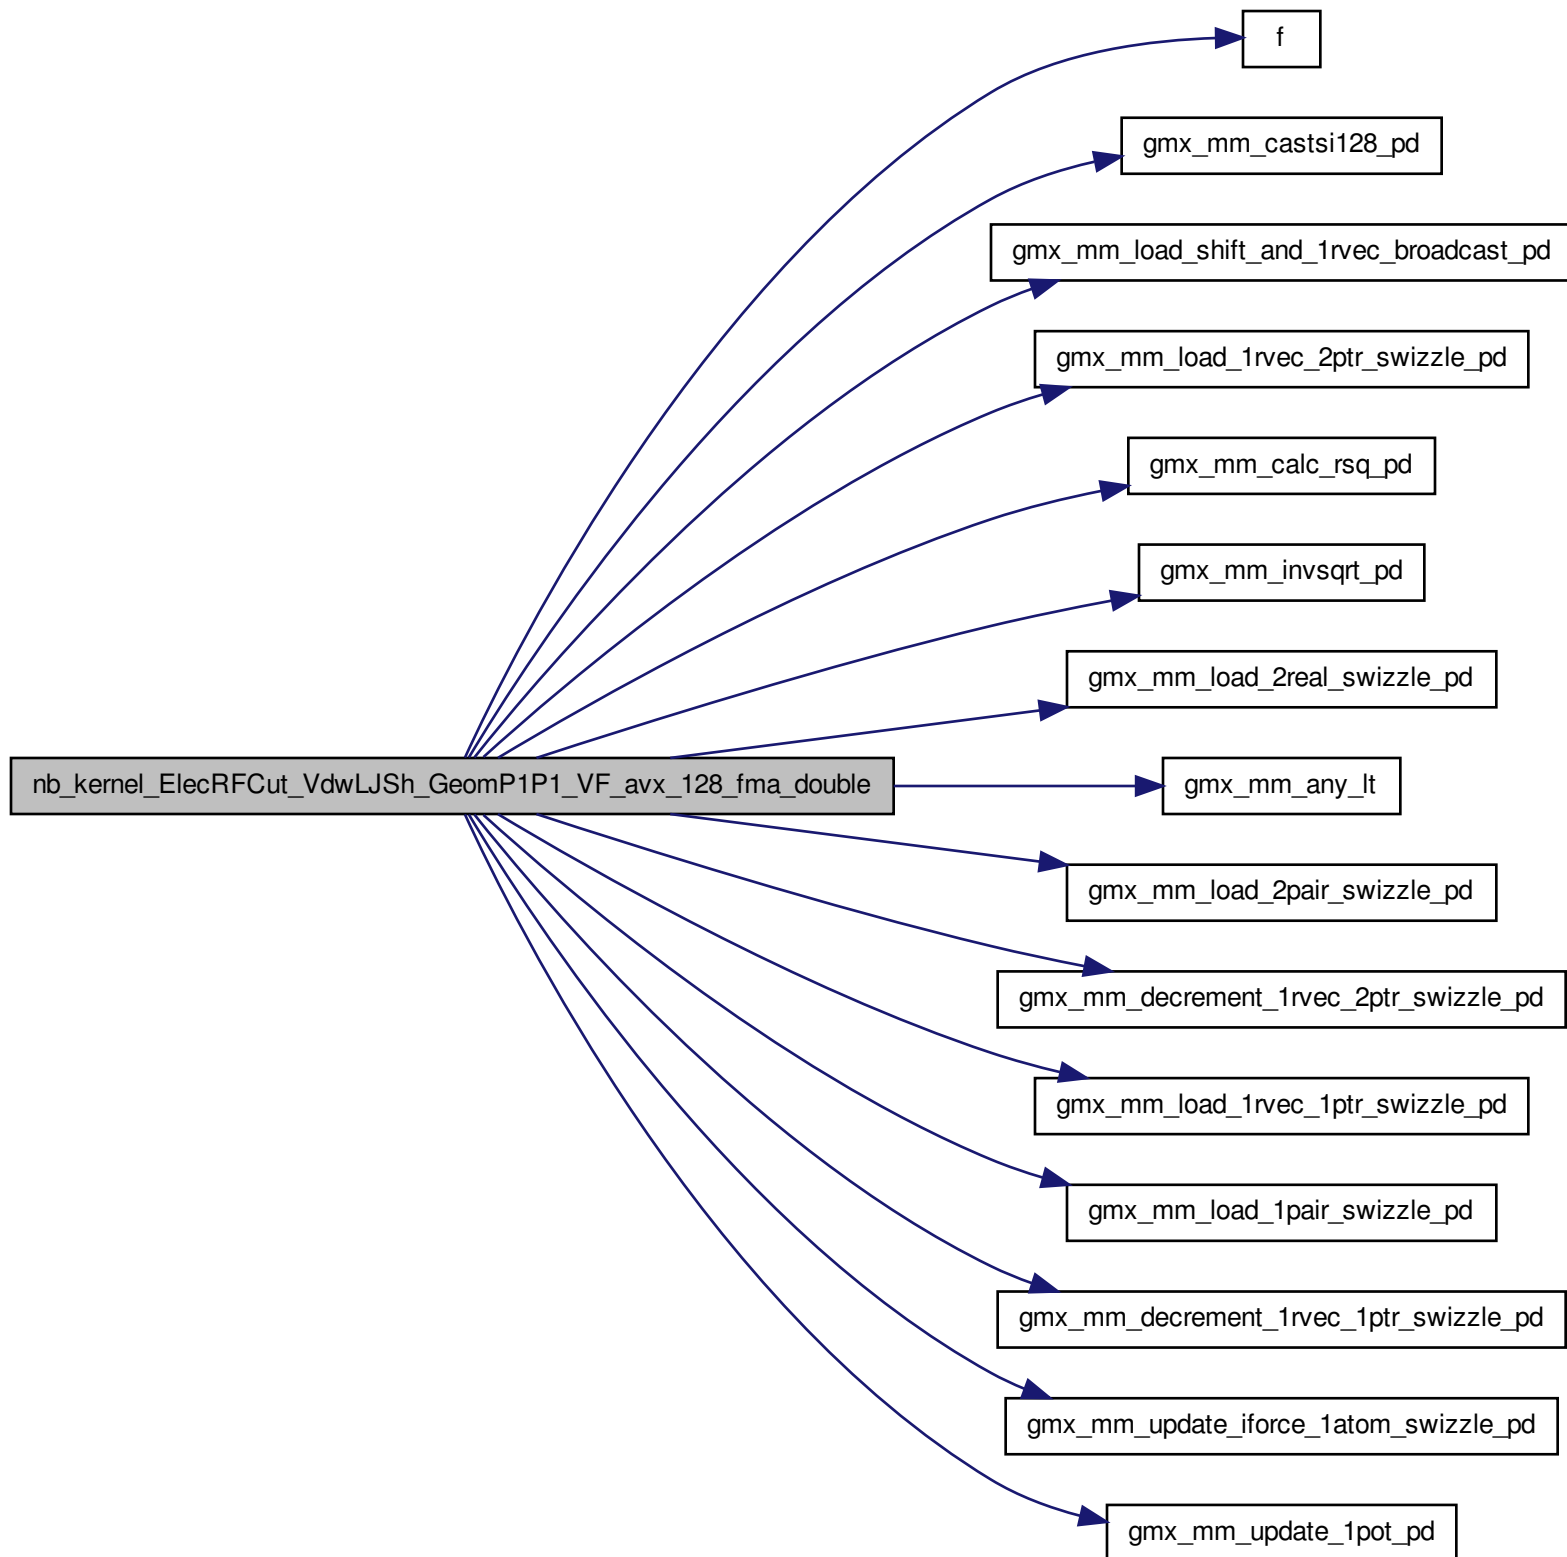 f
gmx_mm_castsi128_pd
gmx_mm_load_shift_and_1rvec_broadcast_pd
gmx_mm_load_1rvec_2ptr_swizzle_pd
gmx_mm_calc_rsq_pd
gmx_mm_invsqrt_pd
gmx_mm_load_2real_swizzle_pd
nb_kernel_ElecRFCut_VdwLJSh_GeomP1P1_VF_avx_128_fma_double
gmx_mm_any_lt
gmx_mm_load_2pair_swizzle_pd
gmx_mm_decrement_1rvec_2ptr_swizzle_pd
gmx_mm_load_1rvec_1ptr_swizzle_pd
gmx_mm_load_1pair_swizzle_pd
gmx_mm_decrement_1rvec_1ptr_swizzle_pd
gmx_mm_update_iforce_1atom_swizzle_pd
gmx_mm_update_1pot_pd